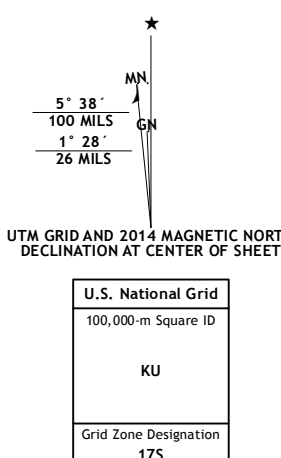 MN
5° 38´
100 MILS
GN
1° 28´
26 MILS
UTM GRID AND 2014 MAGNETIC NORT
DECLINATION AT CENTER OF SHEET
U.S. National Grid
100,000-m Square ID
KU
Grid Zone Designation
17S